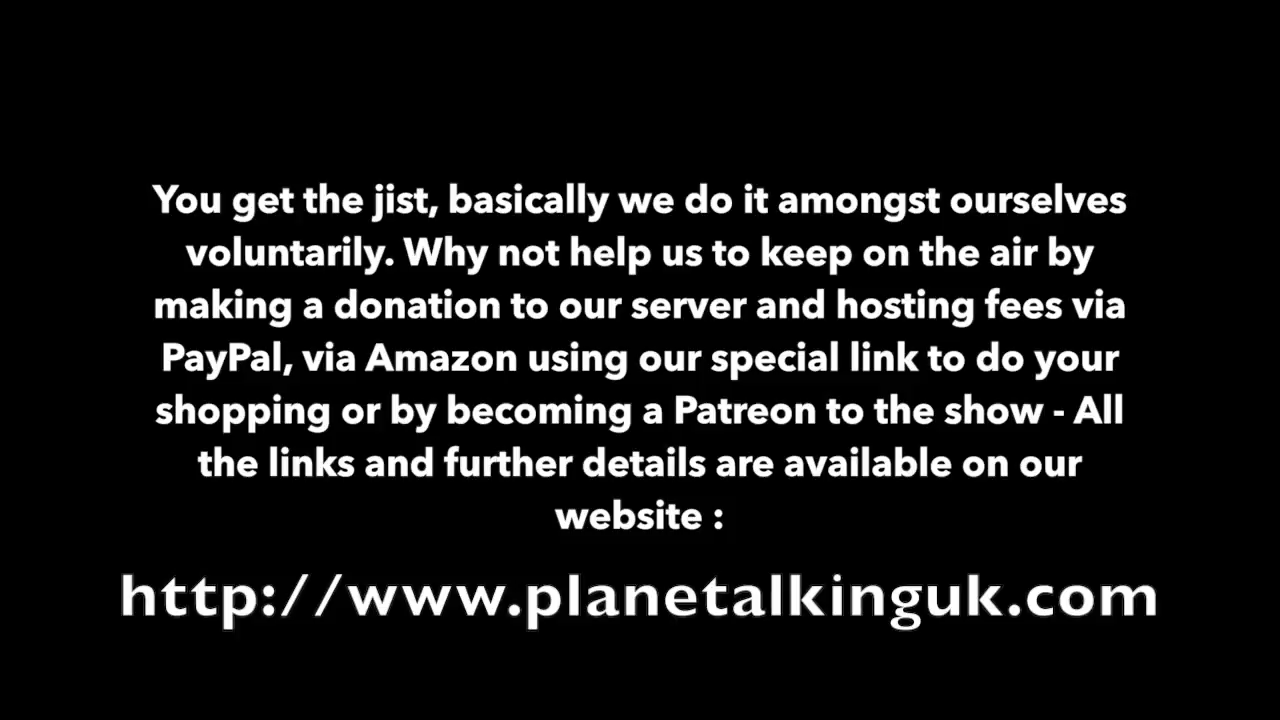 You get the jist, basically we do it amongst ourselves
voluntarily. Why not help us to keep on the air by
making a donation to our server and hosting fees via
PayPal, via Amazon using our special link to do your
shopping or by becoming a Patreon to the show - All
the links and further details are available on our
website :
http://www.planetalkinguk.com